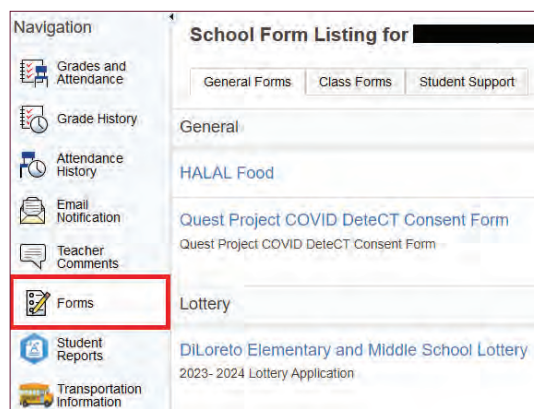 Navigation
Grades and
Attendance
Grade History
Attendance
History
Email
Notification
Teacher
Comments
Forms
Student
Reports
Transportation
Information
School Form Listing for
General Forms Class Forms Student Support
General
HALAL Food
Quest Project COVID DeteCT Consent Form
Quest Project COVID DeteCT Consent Form
Lottery
DiLoreto Elementary and Middle School Lottery
2023- 2024 Lottery Application